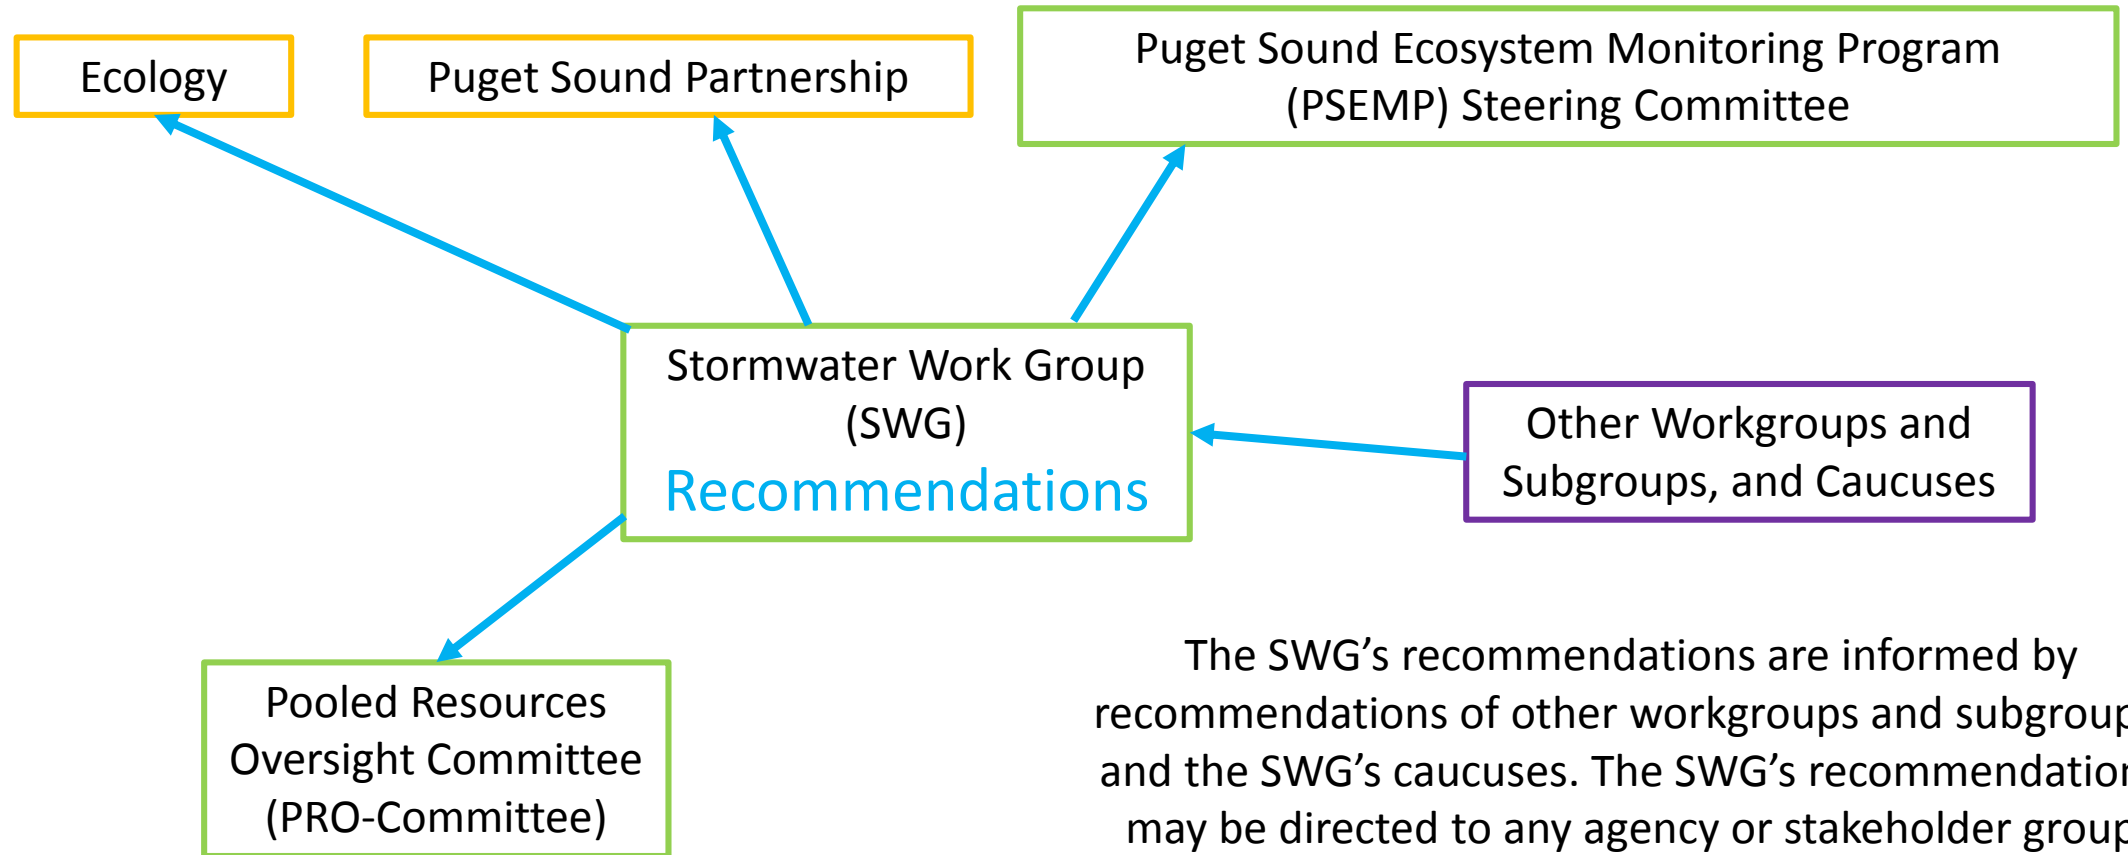 Ecology
Puget Sound Partnership
Puget Sound Ecosystem Monitoring Program
(PSEMP) Steering Committee
Stormwater Work Group
(SWG)
Recommendations
Other Workgroups and
Subgroups, and Caucuses
Pooled Resources
Oversight Committee
(PRO-Committee)
The SWG’s recommendations are informed by
recommendations of other workgroups and subgroup
and the SWG’s caucuses. The SWG’s recommendation
may be directed to any agency or stakeholder group